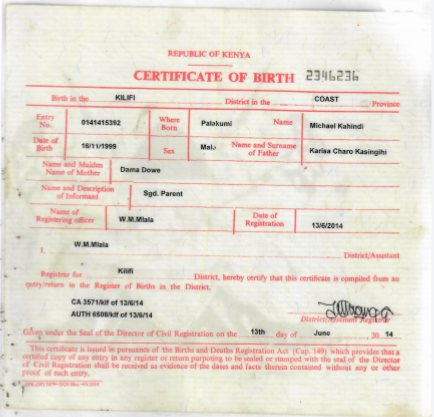 REPUBLIC OF KENYA
CERTIFICATE OF BIRTH 2346236
Birth in the KILIFI District in the COAST Province
Entry No. 0141415392 Where Born Palakumi Name Michael Kahindi
Date of Birth 16/11/1999 Sex Male Name and Surname of Father Karisa Charo Kasingihi
Name and Maiden Name of Mother Dama Dowe
Name and Description of Informant Sgd. Parent
Name of Registering officer W.M.Mlala Date of Registration 13/6/2014
I, W.M.Mlala District/Assistant
Registrar for Kilifi District, hereby certify that this certificate is compiled from an
entry/return in the Register of Births in the District.
CA 3571/klf of 13/6/14
AUTH 6508/klf of 13/6/14
District/Assistant Registrar
Given under the Seal of the Director of Civil Registration on the 13th day of June 20 14
This certificate is issued in pursuance of the Births and Deaths Registration Act (Cap. 149) which provides that a
certified copy of any entry in any register or return purposing to be sealed or stamped with the seal of the Director
of Civil Registration shall be received as evidence of the dates and facts therein contained without any or other
proof of such entry.